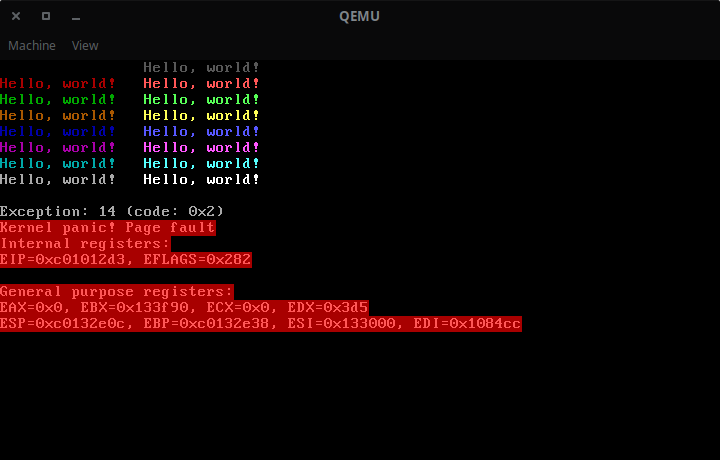 QEMU
Machine View
Hello, world!
Hello, world! Hello, world!
Hello, world! Hello, world!
Hello, world! Hello, world!
Hello, world! Hello, world!
Hello, world! Hello, world!
Hello, world! Hello, world!
Hello, world! Hello, world!
Exception: 14 (code: 0x2)
Kernel panic! Page fault
Internal registers:
EIP=0xc01012d3, EFLAGS=0x282
General purpose registers:
EAX=0x0, EBX=0x133f90, ECX=0x0, EDX=0x3d5
ESP=0xc0132e0c, EBP=0xc0132e38, ESI=0x133000, EDI=0x1084cc